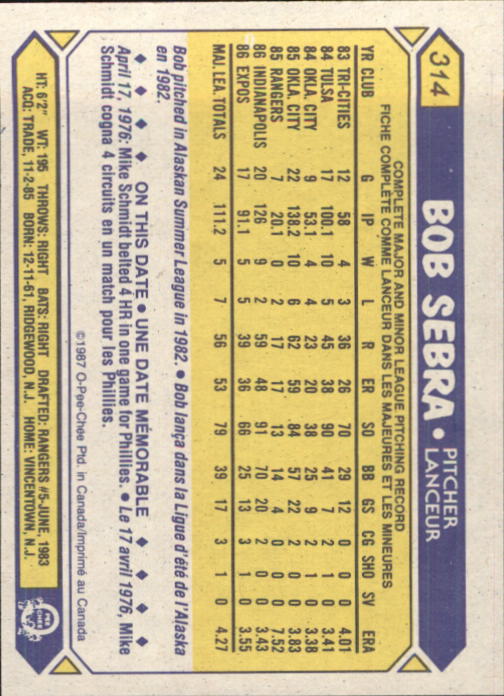 314
BOB SEBRA • PITCHER
LANCEUR
COMPLETE MAJOR AND MINOR LEAGUE PITCHING RECORD
FICHE COMPLÈTE COMME LANCEUR DANS LES MAJEURES ET LES MINEURES
YR CLUB G IP W L R ER SO BB GS CG SHO SV ERA
83 TRI-CITIES 12 58 4 3 36 26 70 29 12 0 0 0 4.01
84 TULSA 17 100.1 10 5 45 38 90 41 7 2 1 0 3.41
84 OKLA. CITY 9 53.1 4 4 23 20 38 25 9 2 1 0 3.38
85 OKLA. CITY 22 138.2 10 6 62 59 84 57 22 2 0 0 3.83
85 RANGERS 7 20.1 0 2 17 17 13 14 4 0 0 0 7.52
86 INDIANAPOLIS 20 126 9 2 59 48 91 70 20 2 0 0 3.43
86 EXPOS 17 91.1 5 5 39 36 66 25 13 3 1 0 3.55
MAJ. LEA. TOTALS 24 111.2 5 7 56 53 79 39 17 3 1 0 4.27
Bob pitched in Alaskan Summer League in 1982. • Bob lança dans la Ligue d'été de l'Alaska
en 1982.
ON THIS DATE • UNE DATE MÉMORABLE
April 17, 1976: Mike Schmidt belted 4 HR in one game for Phillies. • Le 17 avril 1976, Mike
Schmidt cogna 4 circuits en un match pour les Phillies.
©1987 O-Pee-Chee Ptd. in Canada/Imprimé au Canada
HT: 6'2" WT: 195 THROWS: RIGHT BATS: RIGHT DRAFTED: RANGERS #5-JUNE, 1983
ACQ: TRADE, 11-2-85 BORN: 12-11-61, RIDGEWOOD, N.J. HOME: VINCENTOWN, N.J.
O
PEE
CHEE